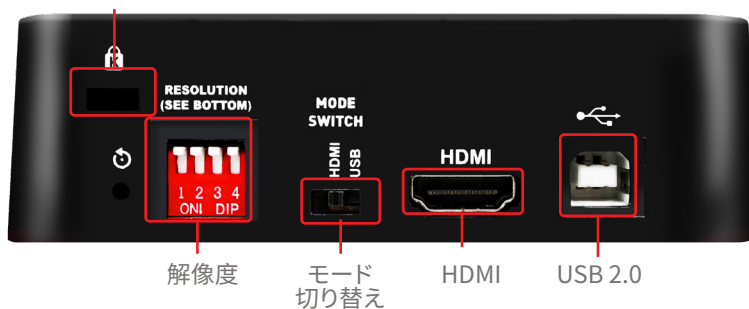 RESOLUTION
(SEE BOTTOM)
MODE
SWITCH
HDMI
USB
HDMI
1 2 3 4
ON↓ DIP
解像度
モード
切り替え
HDMI
USB 2.0